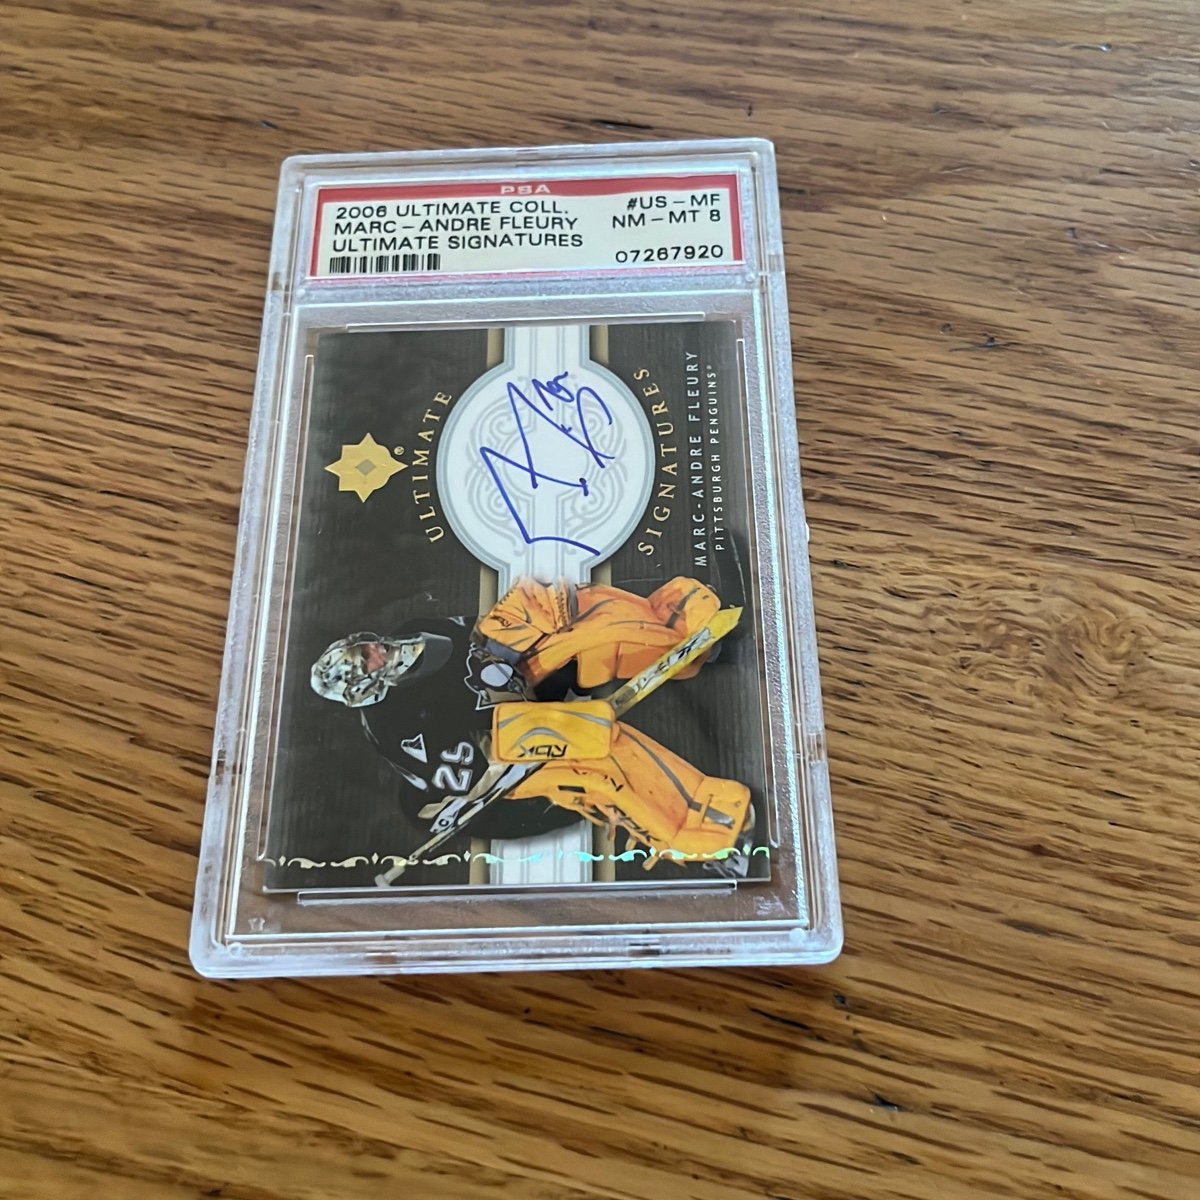 PSA
2006 ULTIMATE COLL. #US-MF
MARC-ANDRE FLEURY NM-MT 8
ULTIMATE SIGNATURES
07267920
ULTIMATE
®
SIGNATURES
MARC-ANDRE FLEURY
PITTSBURGH PENGUINS®
29
RBK